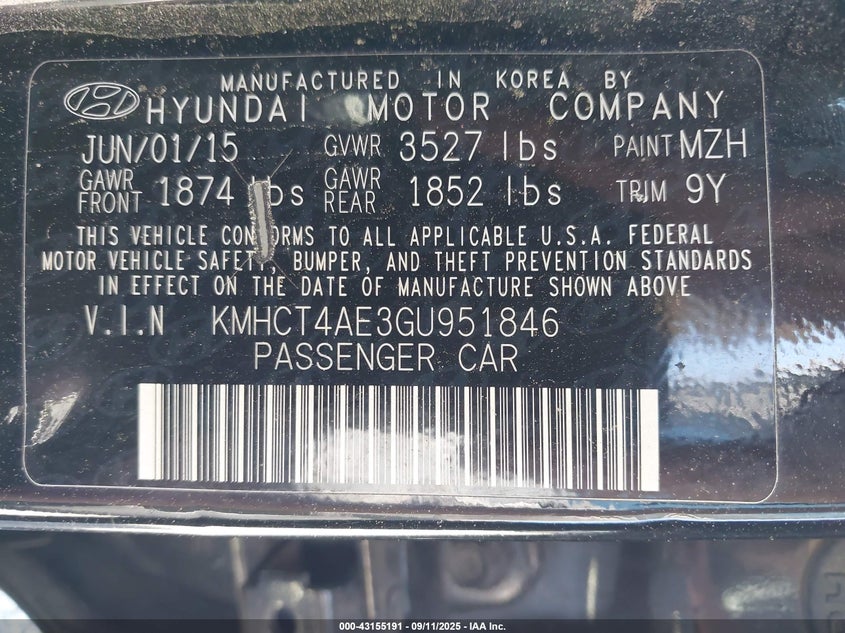 MANUFACTURED IN KOREA BY
HYUNDAI MOTOR COMPANY
JUN/01/15 GVWR 3527 lbs PAINT MZH
GAWR FRONT 1874 lbs GAWR REAR 1852 lbs TRIM 9Y
THIS VEHICLE CONFORMS TO ALL APPLICABLE U.S.A. FEDERAL
MOTOR VEHICLE SAFETY, BUMPER, AND THEFT PREVENTION STANDARDS
IN EFFECT ON THE DATE OF MANUFACTURE SHOWN ABOVE
V.I.N KMHCT4AE3GU951846
PASSENGER CAR
000-43155191 - 09/11/2025 - IAA Inc.